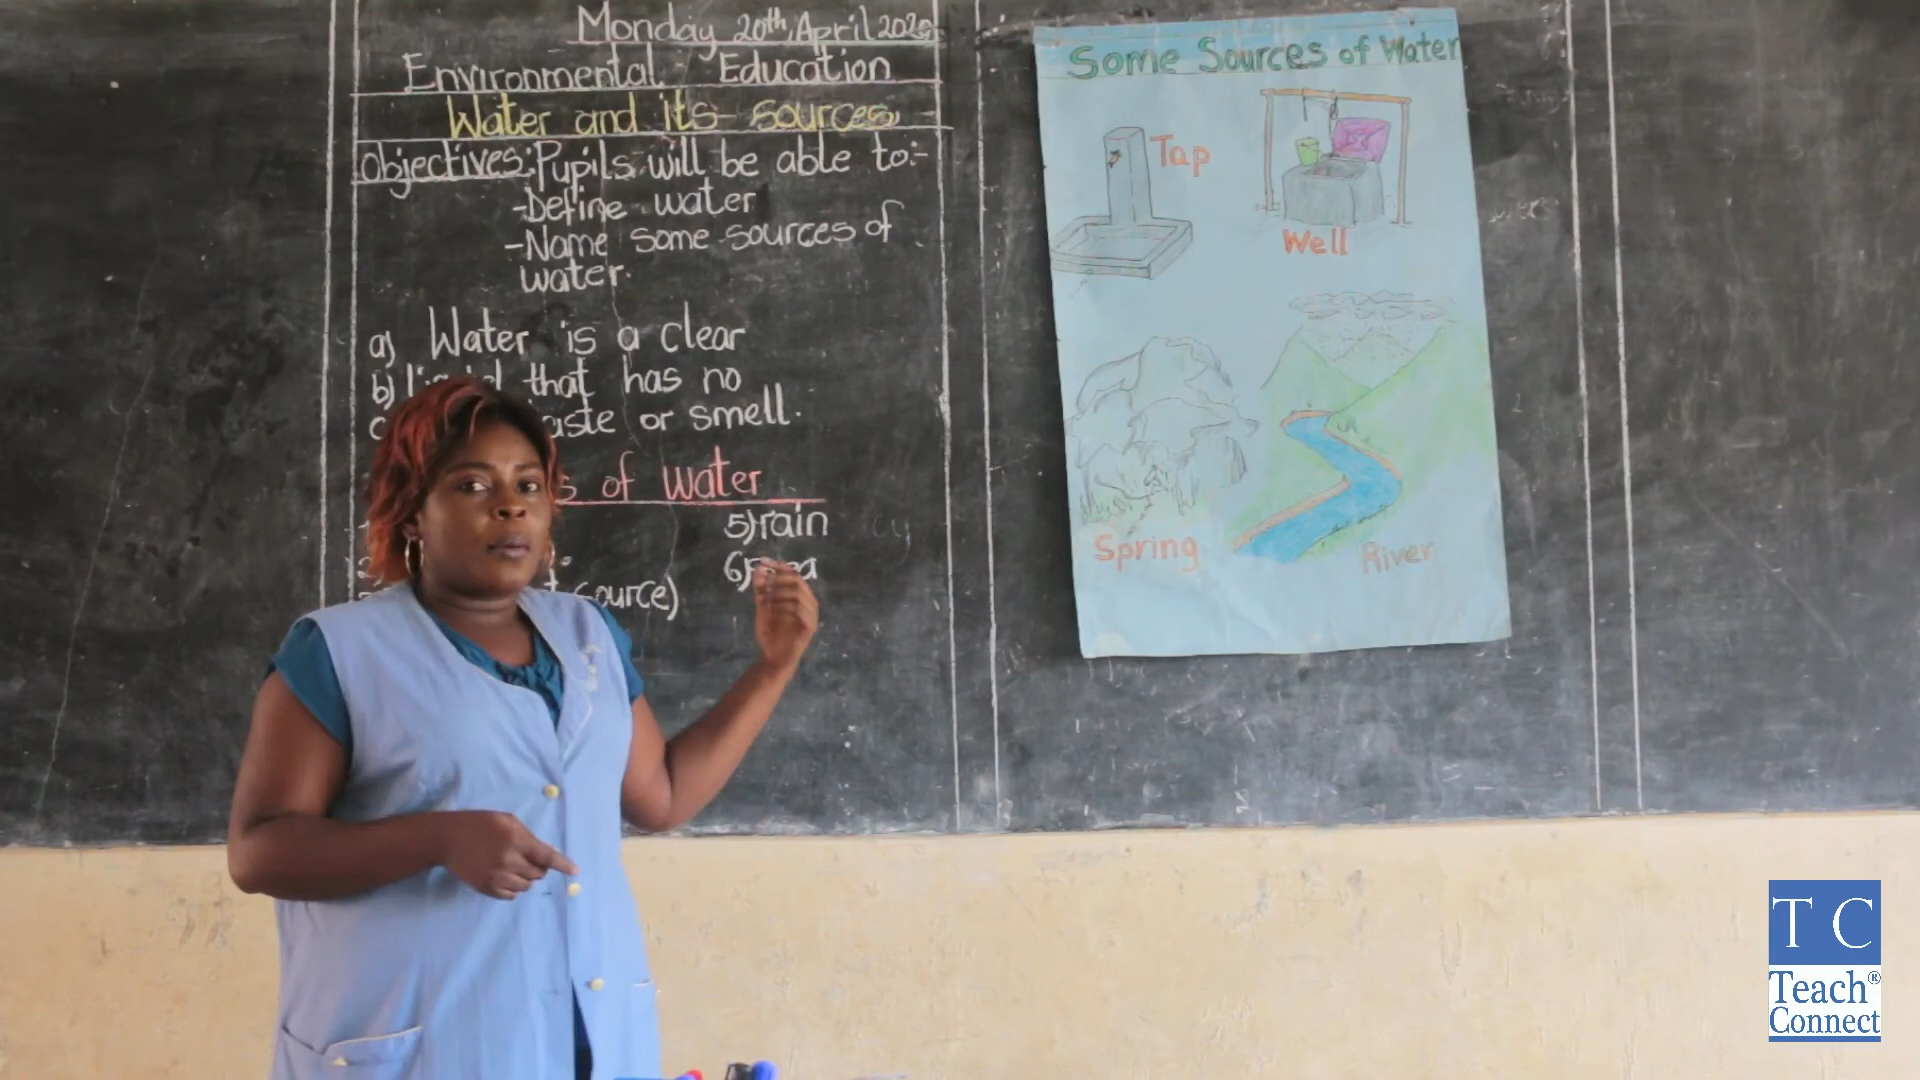 Monday 20th, April 2020
Environmental Education
Water and its sources
Objectives: Pupils will be able to:-
-Define water
-Name some sources of
water.
a) Water is a clear
b) that has no
or smell.
of water
5) rain
6)
source)
Some Sources of Water
Tap
Well
Spring
River
T C
Teach®
Connect